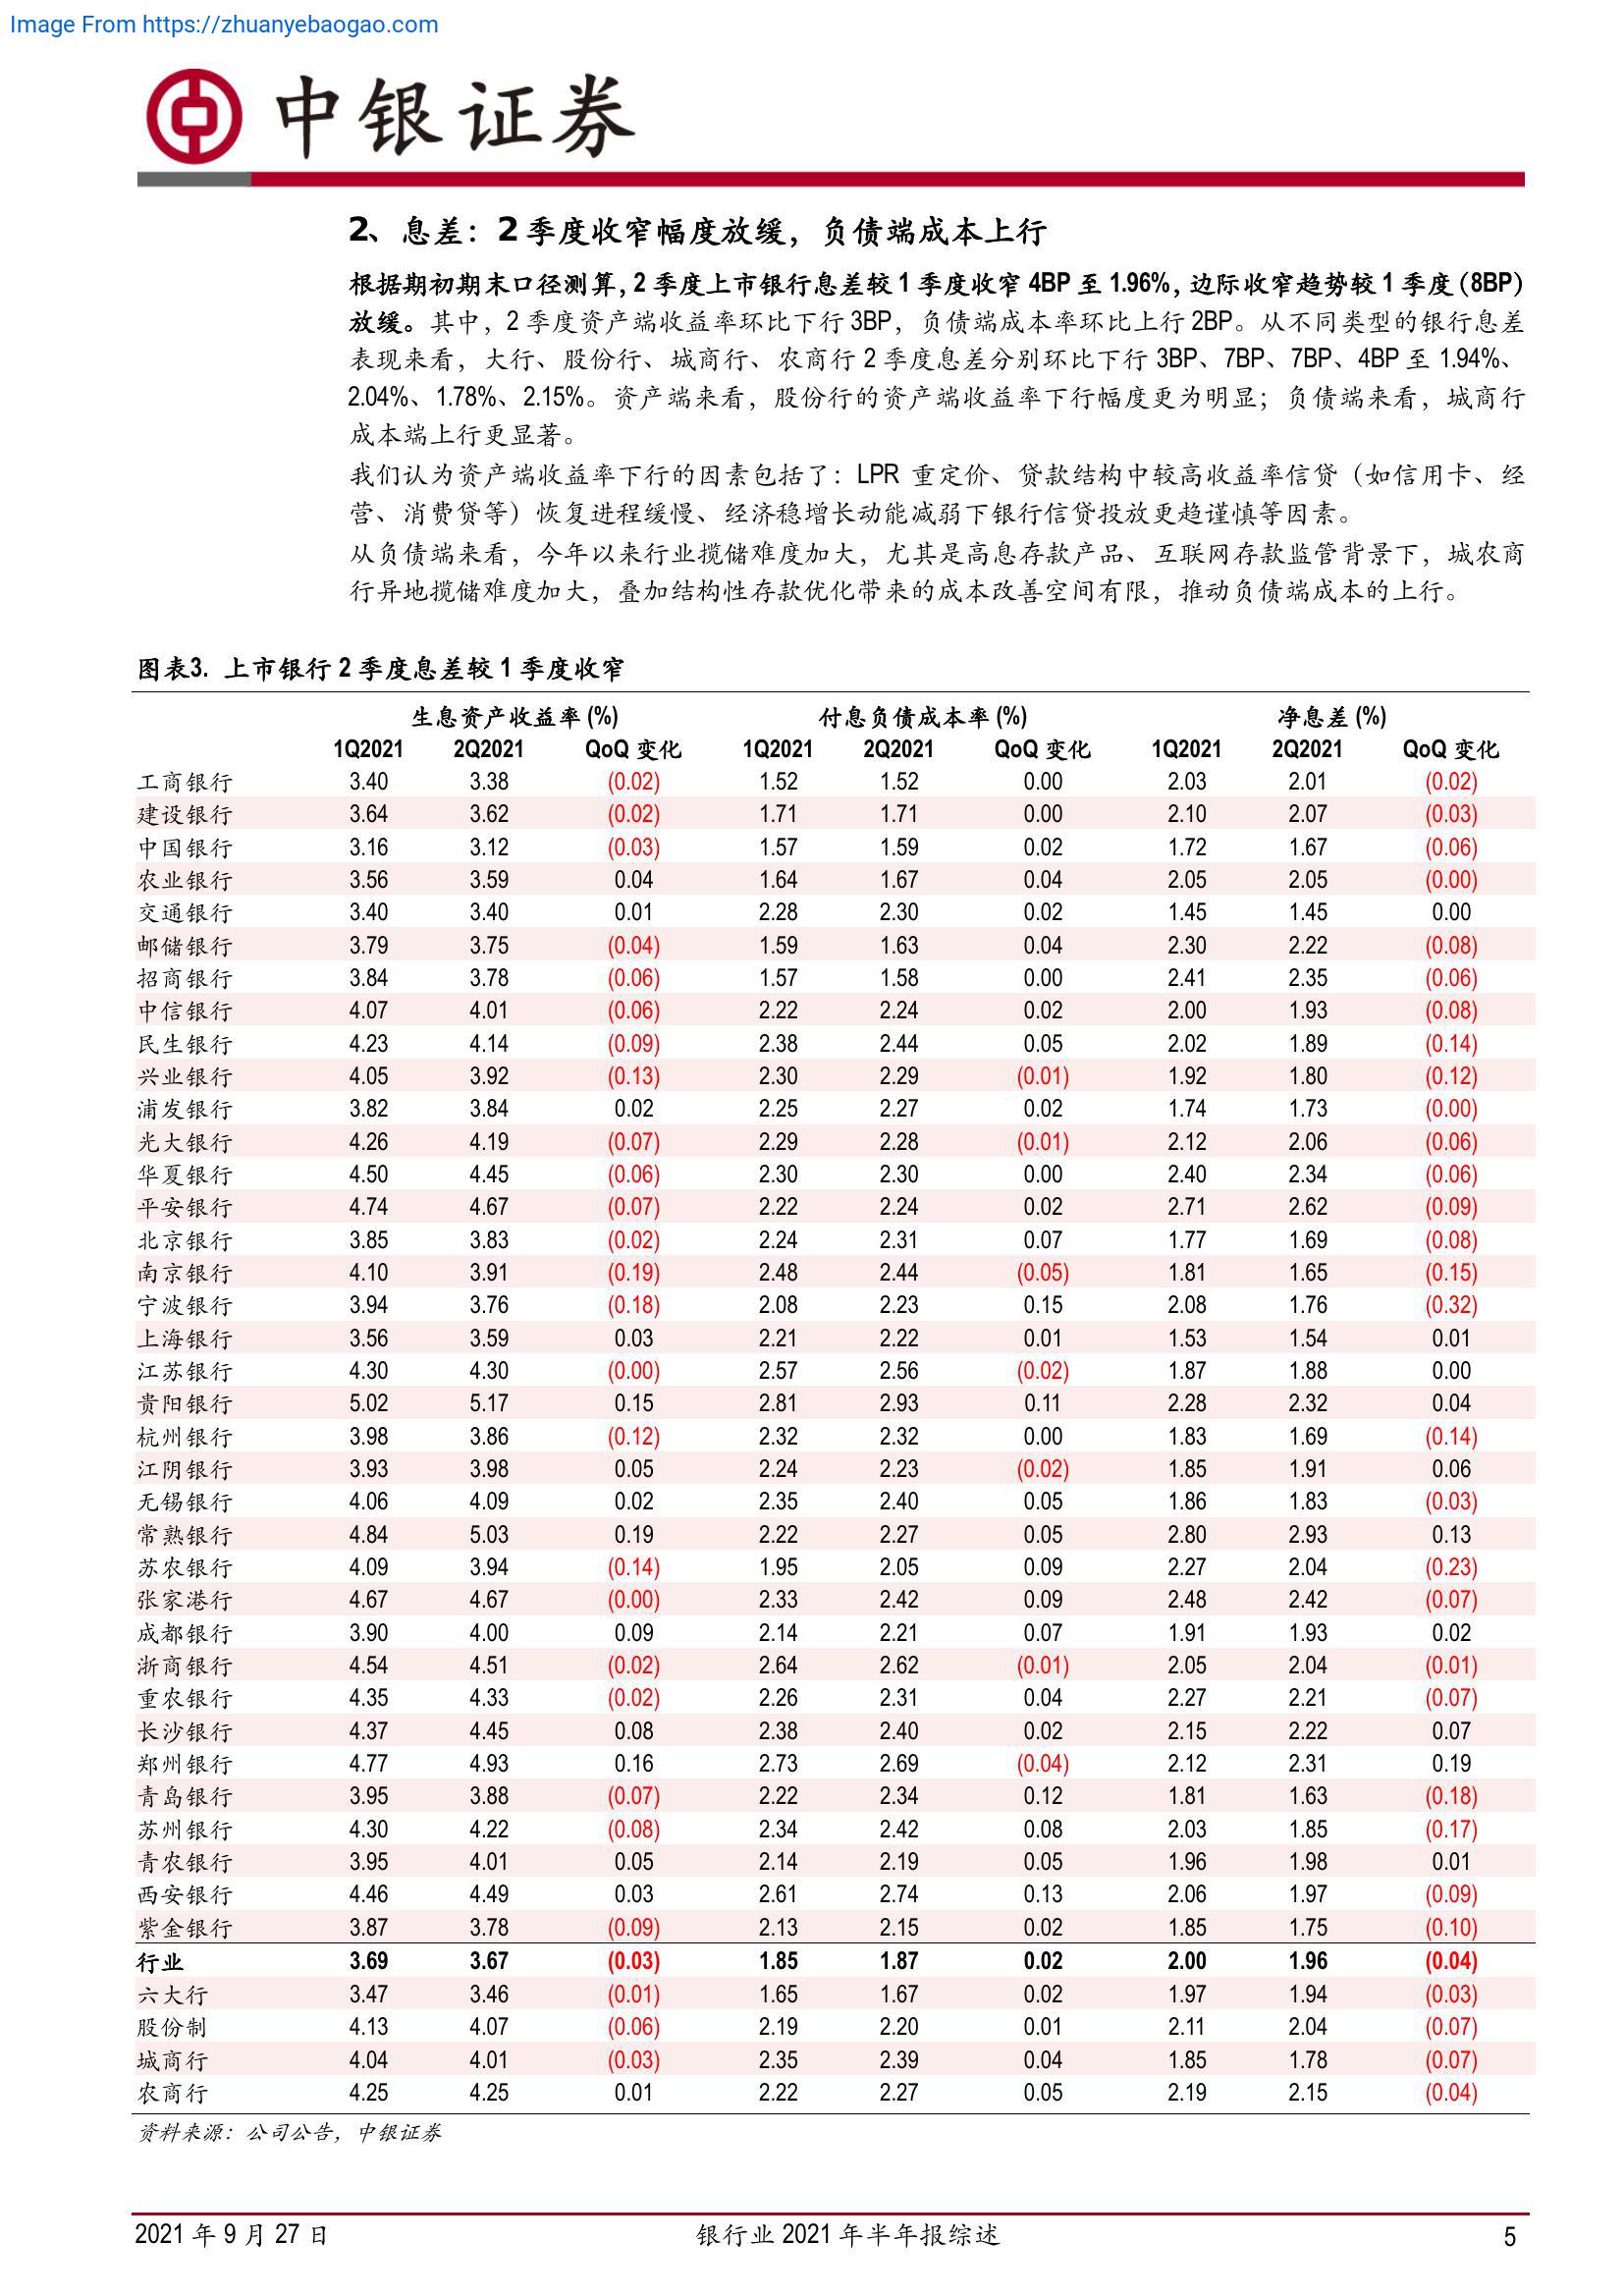 Image From https://zhuanyebaogao.com
中银证券
2、息差：2 季度收窄幅度放缓，负债端成本上行
根据期初期末口径测算，2 季度上市银行息差较 1 季度收窄 4BP 至 1.96%，边际收窄趋势较 1 季度（8BP）
放缓。其中，2 季度资产端收益率环比下行 3BP，负债端成本率环比上行 2BP。从不同类型的银行息差
表现来看，大行、股份行、城商行、农商行 2 季度息差分别环比下行 3BP、7BP、7BP、4BP 至 1.94%、
2.04%、1.78%、2.15%。资产端来看，股份行的资产端收益率下行幅度更为明显；负债端来看，城商行
成本端上行更显著。
我们认为资产端收益率下行的因素包括了：LPR 重定价、贷款结构中较高收益率信贷（如信用卡、经
营、消费贷等）恢复进程缓慢、经济稳增长动能减弱下银行信贷投放更趋谨慎等因素。
从负债端来看，今年以来行业揽储难度加大，尤其是高息存款产品、互联网存款监管背景下，城农商
行异地揽储难度加大，叠加结构性存款优化带来的成本改善空间有限，推动负债端成本的上行。
图表3. 上市银行 2 季度息差较 1 季度收窄
生息资产收益率 (%) 付息负债成本率 (%) 净息差 (%)
1Q2021 2Q2021 QoQ 变化 1Q2021 2Q2021 QoQ 变化 1Q2021 2Q2021 QoQ 变化
工商银行 3.40 3.38 (0.02) 1.52 1.52 0.00 2.03 2.01 (0.02)
建设银行 3.64 3.62 (0.02) 1.71 1.71 0.00 2.10 2.07 (0.03)
中国银行 3.16 3.12 (0.03) 1.57 1.59 0.02 1.72 1.67 (0.06)
农业银行 3.56 3.59 0.04 1.64 1.67 0.04 2.05 2.05 (0.00)
交通银行 3.40 3.40 0.01 2.28 2.30 0.02 1.45 1.45 0.00
邮储银行 3.79 3.75 (0.04) 1.59 1.63 0.04 2.30 2.22 (0.08)
招商银行 3.84 3.78 (0.06) 1.57 1.58 0.00 2.41 2.35 (0.06)
中信银行 4.07 4.01 (0.06) 2.22 2.24 0.02 2.00 1.93 (0.08)
民生银行 4.23 4.14 (0.09) 2.38 2.44 0.05 2.02 1.89 (0.14)
兴业银行 4.05 3.92 (0.13) 2.30 2.29 (0.01) 1.92 1.80 (0.12)
浦发银行 3.82 3.84 0.02 2.25 2.27 0.02 1.74 1.73 (0.00)
光大银行 4.26 4.19 (0.07) 2.29 2.28 (0.01) 2.12 2.06 (0.06)
华夏银行 4.50 4.45 (0.06) 2.30 2.30 0.00 2.40 2.34 (0.06)
平安银行 4.74 4.67 (0.07) 2.22 2.24 0.02 2.71 2.62 (0.09)
北京银行 3.85 3.83 (0.02) 2.24 2.31 0.07 1.77 1.69 (0.08)
南京银行 4.10 3.91 (0.19) 2.48 2.44 (0.05) 1.81 1.65 (0.15)
宁波银行 3.94 3.76 (0.18) 2.08 2.23 0.15 2.08 1.76 (0.32)
上海银行 3.56 3.59 0.03 2.21 2.22 0.01 1.53 1.54 0.01
江苏银行 4.30 4.30 (0.00) 2.57 2.56 (0.02) 1.87 1.88 0.00
贵阳银行 5.02 5.17 0.15 2.81 2.93 0.11 2.28 2.32 0.04
杭州银行 3.98 3.86 (0.12) 2.32 2.32 0.00 1.83 1.69 (0.14)
江阴银行 3.93 3.98 0.05 2.24 2.23 (0.02) 1.85 1.91 0.06
无锡银行 4.06 4.09 0.02 2.35 2.40 0.05 1.86 1.83 (0.03)
常熟银行 4.84 5.03 0.19 2.22 2.27 0.05 2.80 2.93 0.13
苏农银行 4.09 3.94 (0.14) 1.95 2.05 0.09 2.27 2.04 (0.23)
张家港行 4.67 4.67 (0.00) 2.33 2.42 0.09 2.48 2.42 (0.07)
成都银行 3.90 4.00 0.09 2.14 2.21 0.07 1.91 1.93 0.02
浙商银行 4.54 4.51 (0.02) 2.64 2.62 (0.01) 2.05 2.04 (0.01)
重农银行 4.35 4.33 (0.02) 2.26 2.31 0.04 2.27 2.21 (0.07)
长沙银行 4.37 4.45 0.08 2.38 2.40 0.02 2.15 2.22 0.07
郑州银行 4.77 4.93 0.16 2.73 2.69 (0.04) 2.12 2.31 0.19
青岛银行 3.95 3.88 (0.07) 2.22 2.34 0.12 1.81 1.63 (0.18)
苏州银行 4.30 4.22 (0.08) 2.34 2.42 0.08 2.03 1.85 (0.17)
青农银行 3.95 4.01 0.05 2.14 2.19 0.05 1.96 1.98 0.01
西安银行 4.46 4.49 0.03 2.61 2.74 0.13 2.06 1.97 (0.09)
紫金银行 3.87 3.78 (0.09) 2.13 2.15 0.02 1.85 1.75 (0.10)
行业 3.69 3.67 (0.03) 1.85 1.87 0.02 2.00 1.96 (0.04)
六大行 3.47 3.46 (0.01) 1.65 1.67 0.02 1.97 1.94 (0.03)
股份制 4.13 4.07 (0.06) 2.19 2.20 0.01 2.11 2.04 (0.07)
城商行 4.04 4.01 (0.03) 2.35 2.39 0.04 1.85 1.78 (0.07)
农商行 4.25 4.25 0.01 2.22 2.27 0.05 2.19 2.15 (0.04)
资料来源：公司公告，中银证券
2021 年 9 月 27 日 银行业 2021 年半年报综述 5